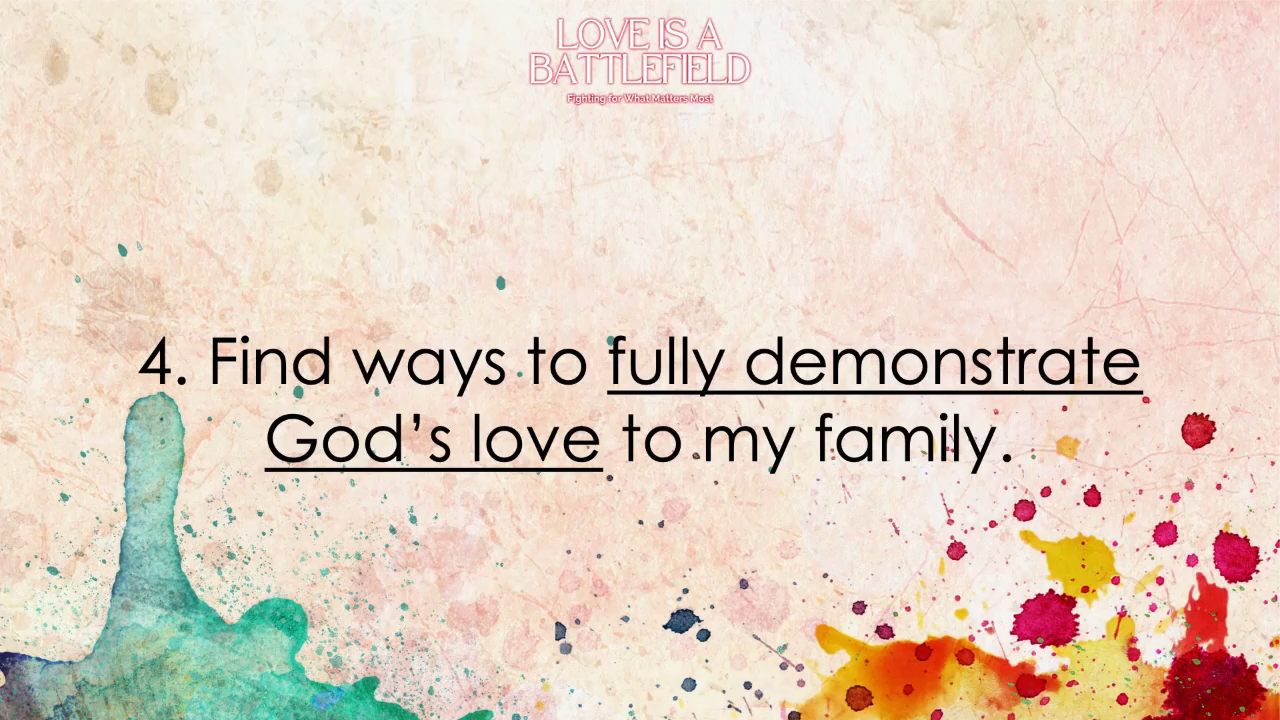 LOVE IS A
BATTLEFIELD
Fighting for What Matters Most
4. Find ways to fully demonstrate
God’s love to my family.